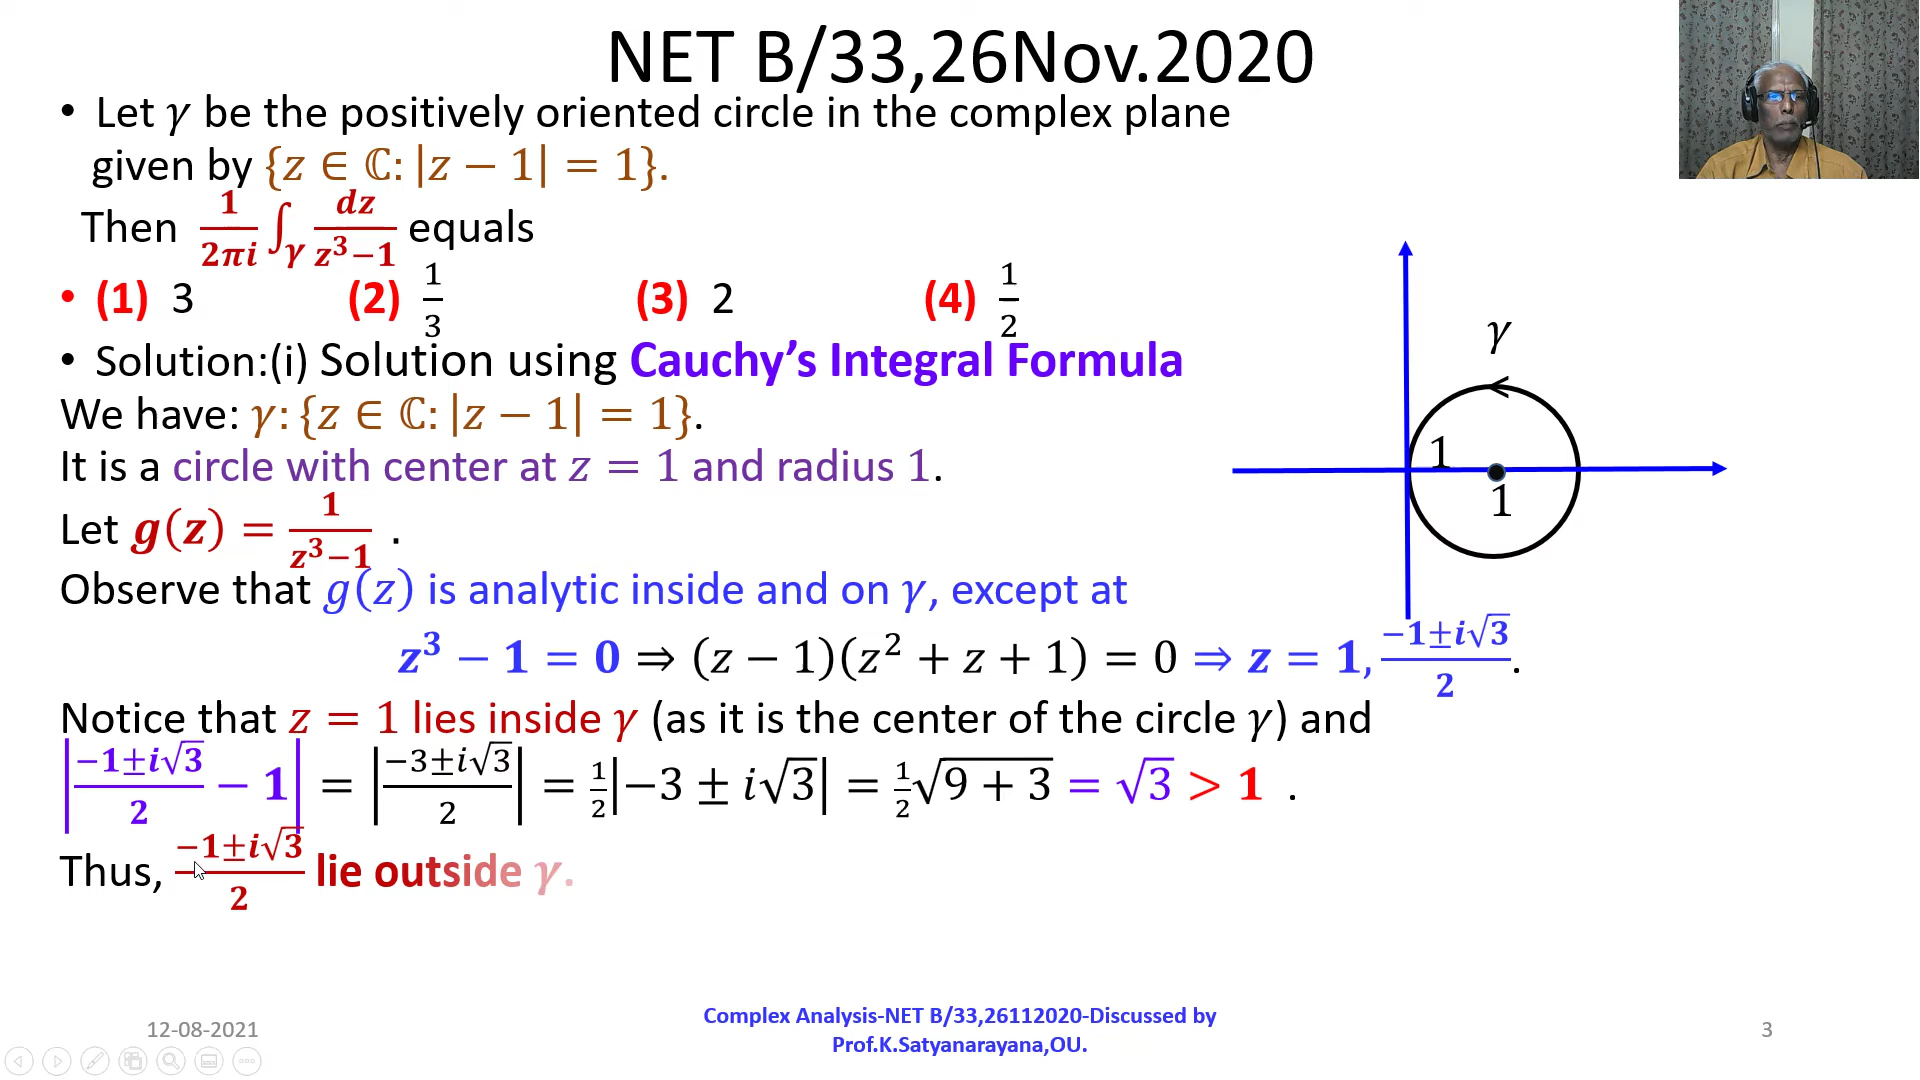 NET B/33,26Nov.2020
• Let γ be the positively oriented circle in the complex plane
given by {z ∈ ℂ: |z − 1| = 1}.
Then 1/2πi ∫γ dz/z³−1 equals
• (1) 3 (2) 1/3 (3) 2 (4) 1/2
• Solution:(i) Solution using Cauchy’s Integral Formula
We have: γ: {z ∈ ℂ: |z − 1| = 1}.
It is a circle with center at z = 1 and radius 1.
Let g(z) = 1/z³−1 .
Observe that g(z) is analytic inside and on γ, except at
z³ − 1 = 0 ⇒ (z − 1)(z² + z + 1) = 0 ⇒ z = 1, −1±i√3/2.
Notice that z = 1 lies inside γ (as it is the center of the circle γ) and
|−1±i√3/2 − 1| = |−3±i√3/2| = 1/2|−3 ± i√3| = 1/2√9 + 3 = √3 > 1 .
Thus, −1±i√3/2 lie outside γ.
γ
1
1
12-08-2021
Complex Analysis-NET B/33,26112020-Discussed by
Prof.K.Satyanarayana,OU.
3